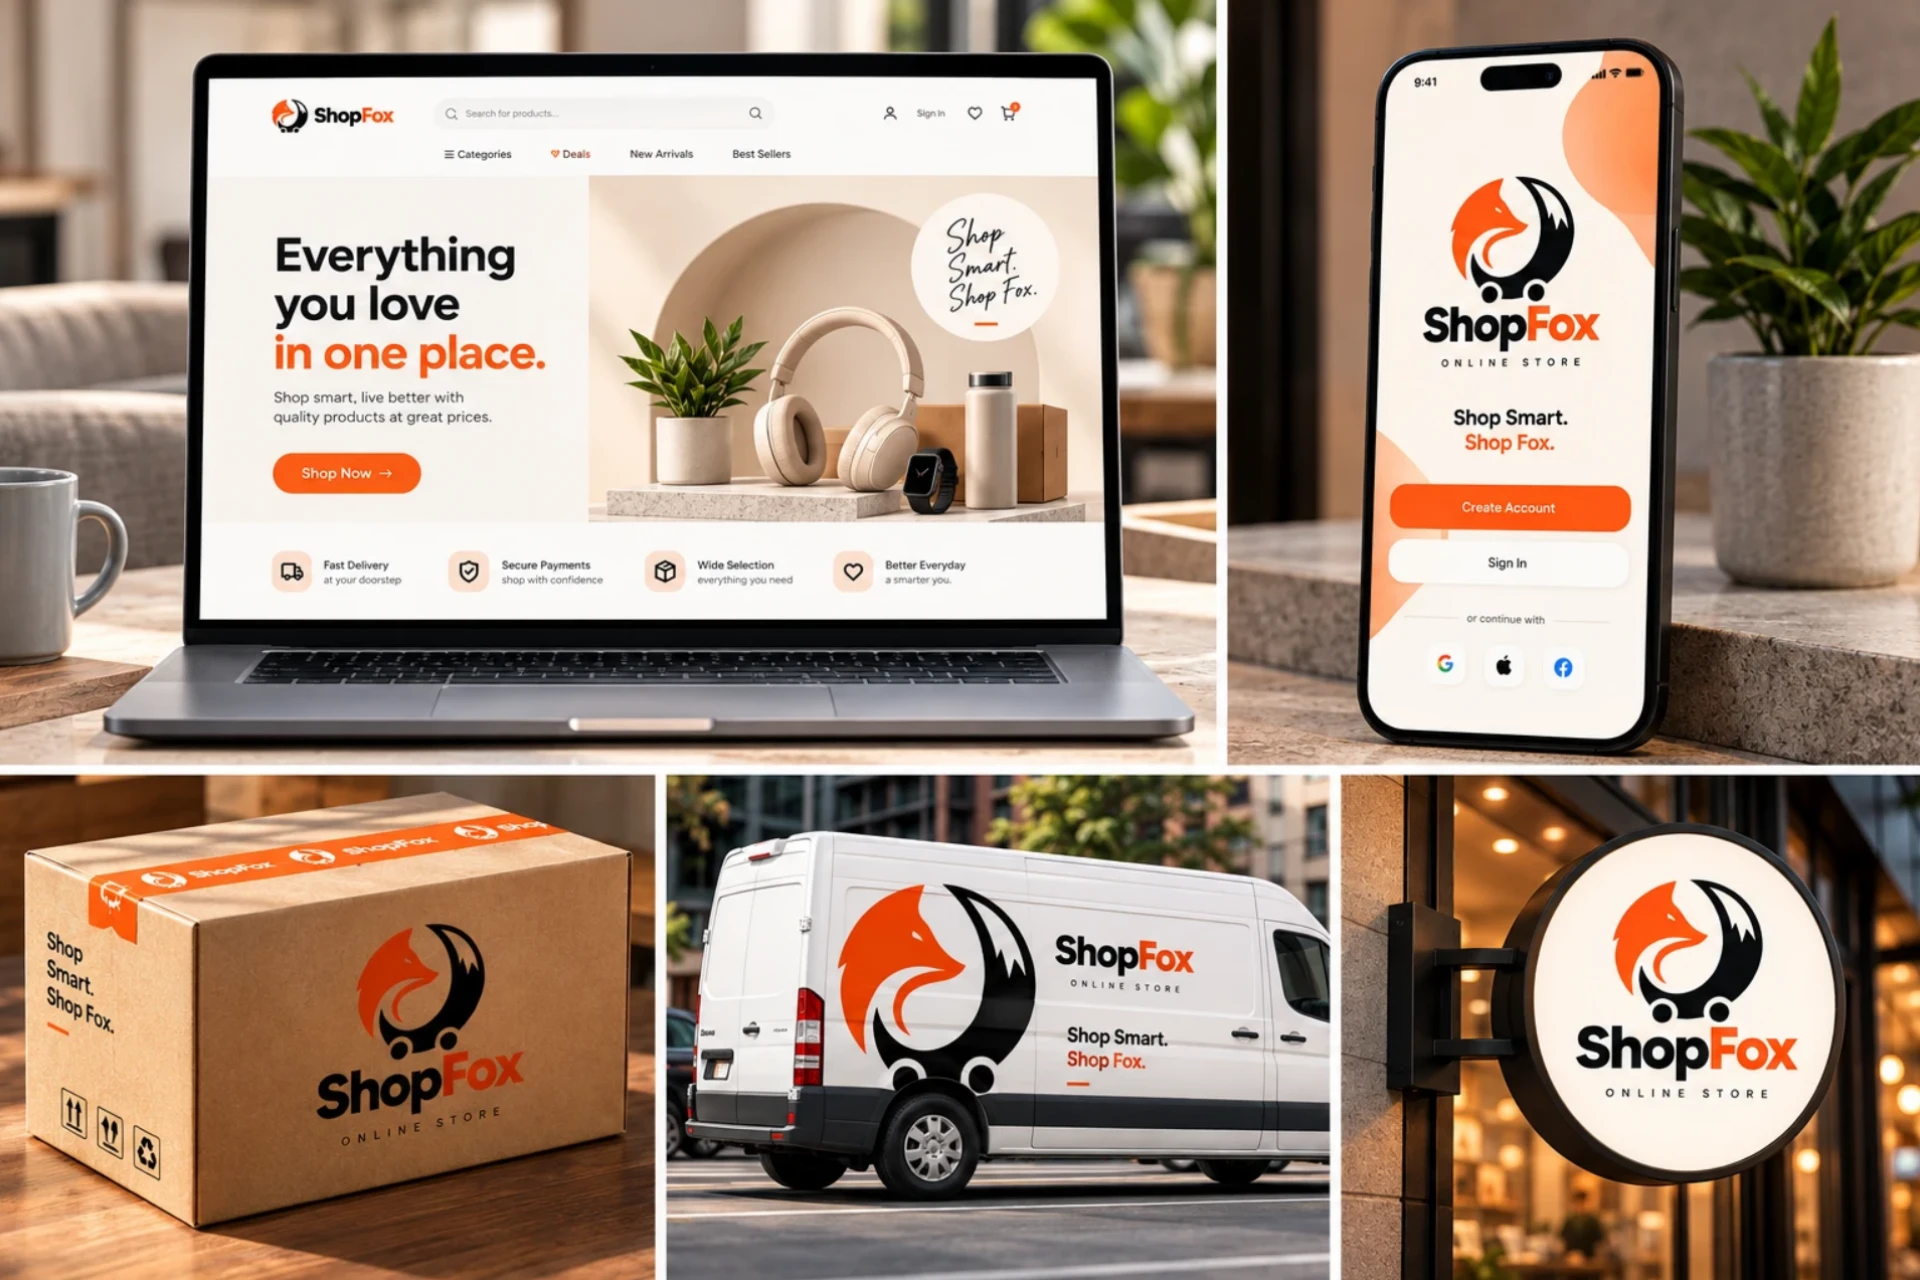 ShopFox
Search for products...
Sign In
Categories
Deals
New Arrivals
Best Sellers
Everything
you love
in one place.
Shop smart, live better with
quality products at great prices.
Shop Now →
Shop
Smart.
Shop Fox.
Fast Delivery
at your doorstep
Secure Payments
shop with confidence
Wide Selection
everything you need
Better Everyday
a smarter you.
9:41
ShopFox
ONLINE STORE
Shop Smart.
Shop Fox.
Create Account
Sign In
or continue with
G
ShopFox
ShopFox
Shop
Shop
Smart.
Shop Fox.
ShopFox
ONLINE STORE
ShopFox
ONLINE STORE
Shop Smart.
Shop Fox.
ShopFox
ONLINE STORE